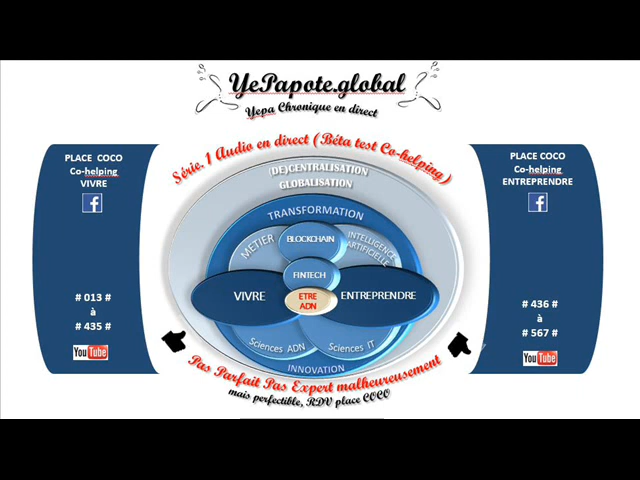 YePapote.global
Yepa Chronique en direct
Série, 1 Audio en direct (Béta test Co-helping)
PLACE COCO
Co-helping
VIVRE
f
# 013 #
à
# 435 #
YouTube
(DE)CENTRALISATION
GLOBALISATION
TRANSFORMATION
METIER
BLOCKCHAIN
INTELLIGENCE
ARTIFICIELLE
FINTECH
VIVRE
ETRE
ADN
ENTREPRENDRE
Sciences ADN
Sciences IT
INNOVATION
Pas Parfait Pas Expert malheureusement
mais perfectible, RDV place COCO
PLACE COCO
Co-helping
ENTREPRENDRE
f
# 436 #
à
# 567 #
YouTube